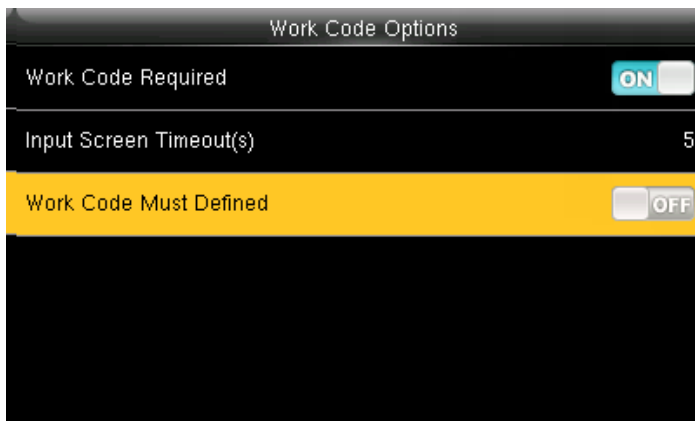 Work Code Options
Work Code Required ON
Input Screen Timeout(s) 5
Work Code Must Defined OFF